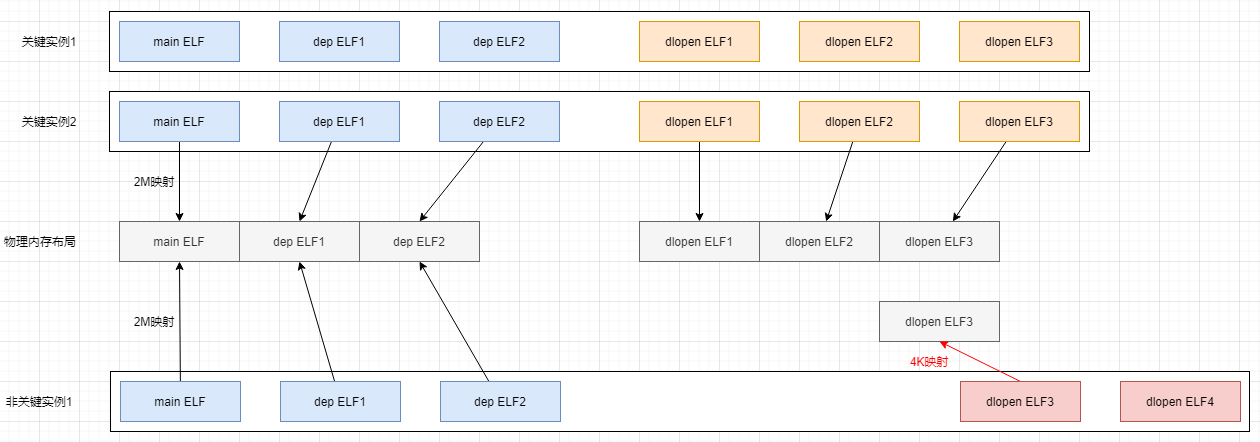 关键实例1
main ELF
dep ELF1
dep ELF2
dlopen ELF1
dlopen ELF2
dlopen ELF3
关键实例2
main ELF
dep ELF1
dep ELF2
dlopen ELF1
dlopen ELF2
dlopen ELF3
2M映射
物理内存布局
main ELF
dep ELF1
dep ELF2
dlopen ELF1
dlopen ELF2
dlopen ELF3
2M映射
dlopen ELF3
4K映射
非关键实例1
main ELF
dep ELF1
dep ELF2
dlopen ELF3
dlopen ELF4